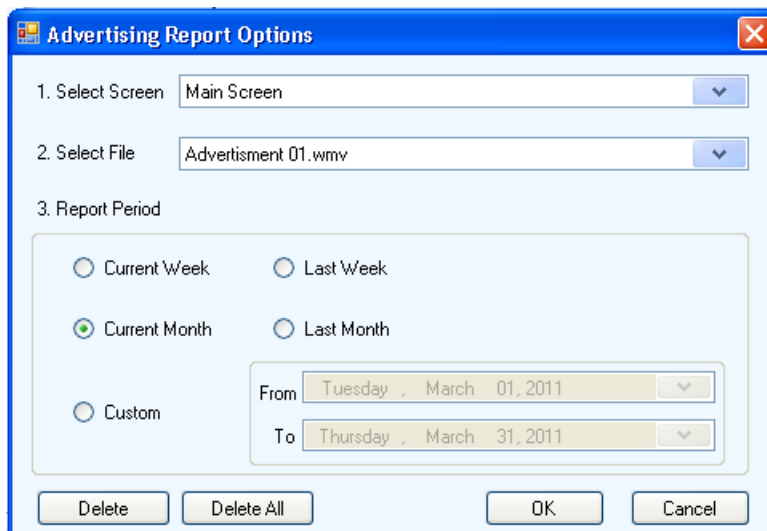 Advertising Report Options
1. Select Screen Main Screen
2. Select File Advertisment 01.wmv
3. Report Period
Current Week Last Week
Current Month Last Month
Custom
From Tuesday , March 01, 2011
To Thursday , March 31, 2011
Delete Delete All OK Cancel